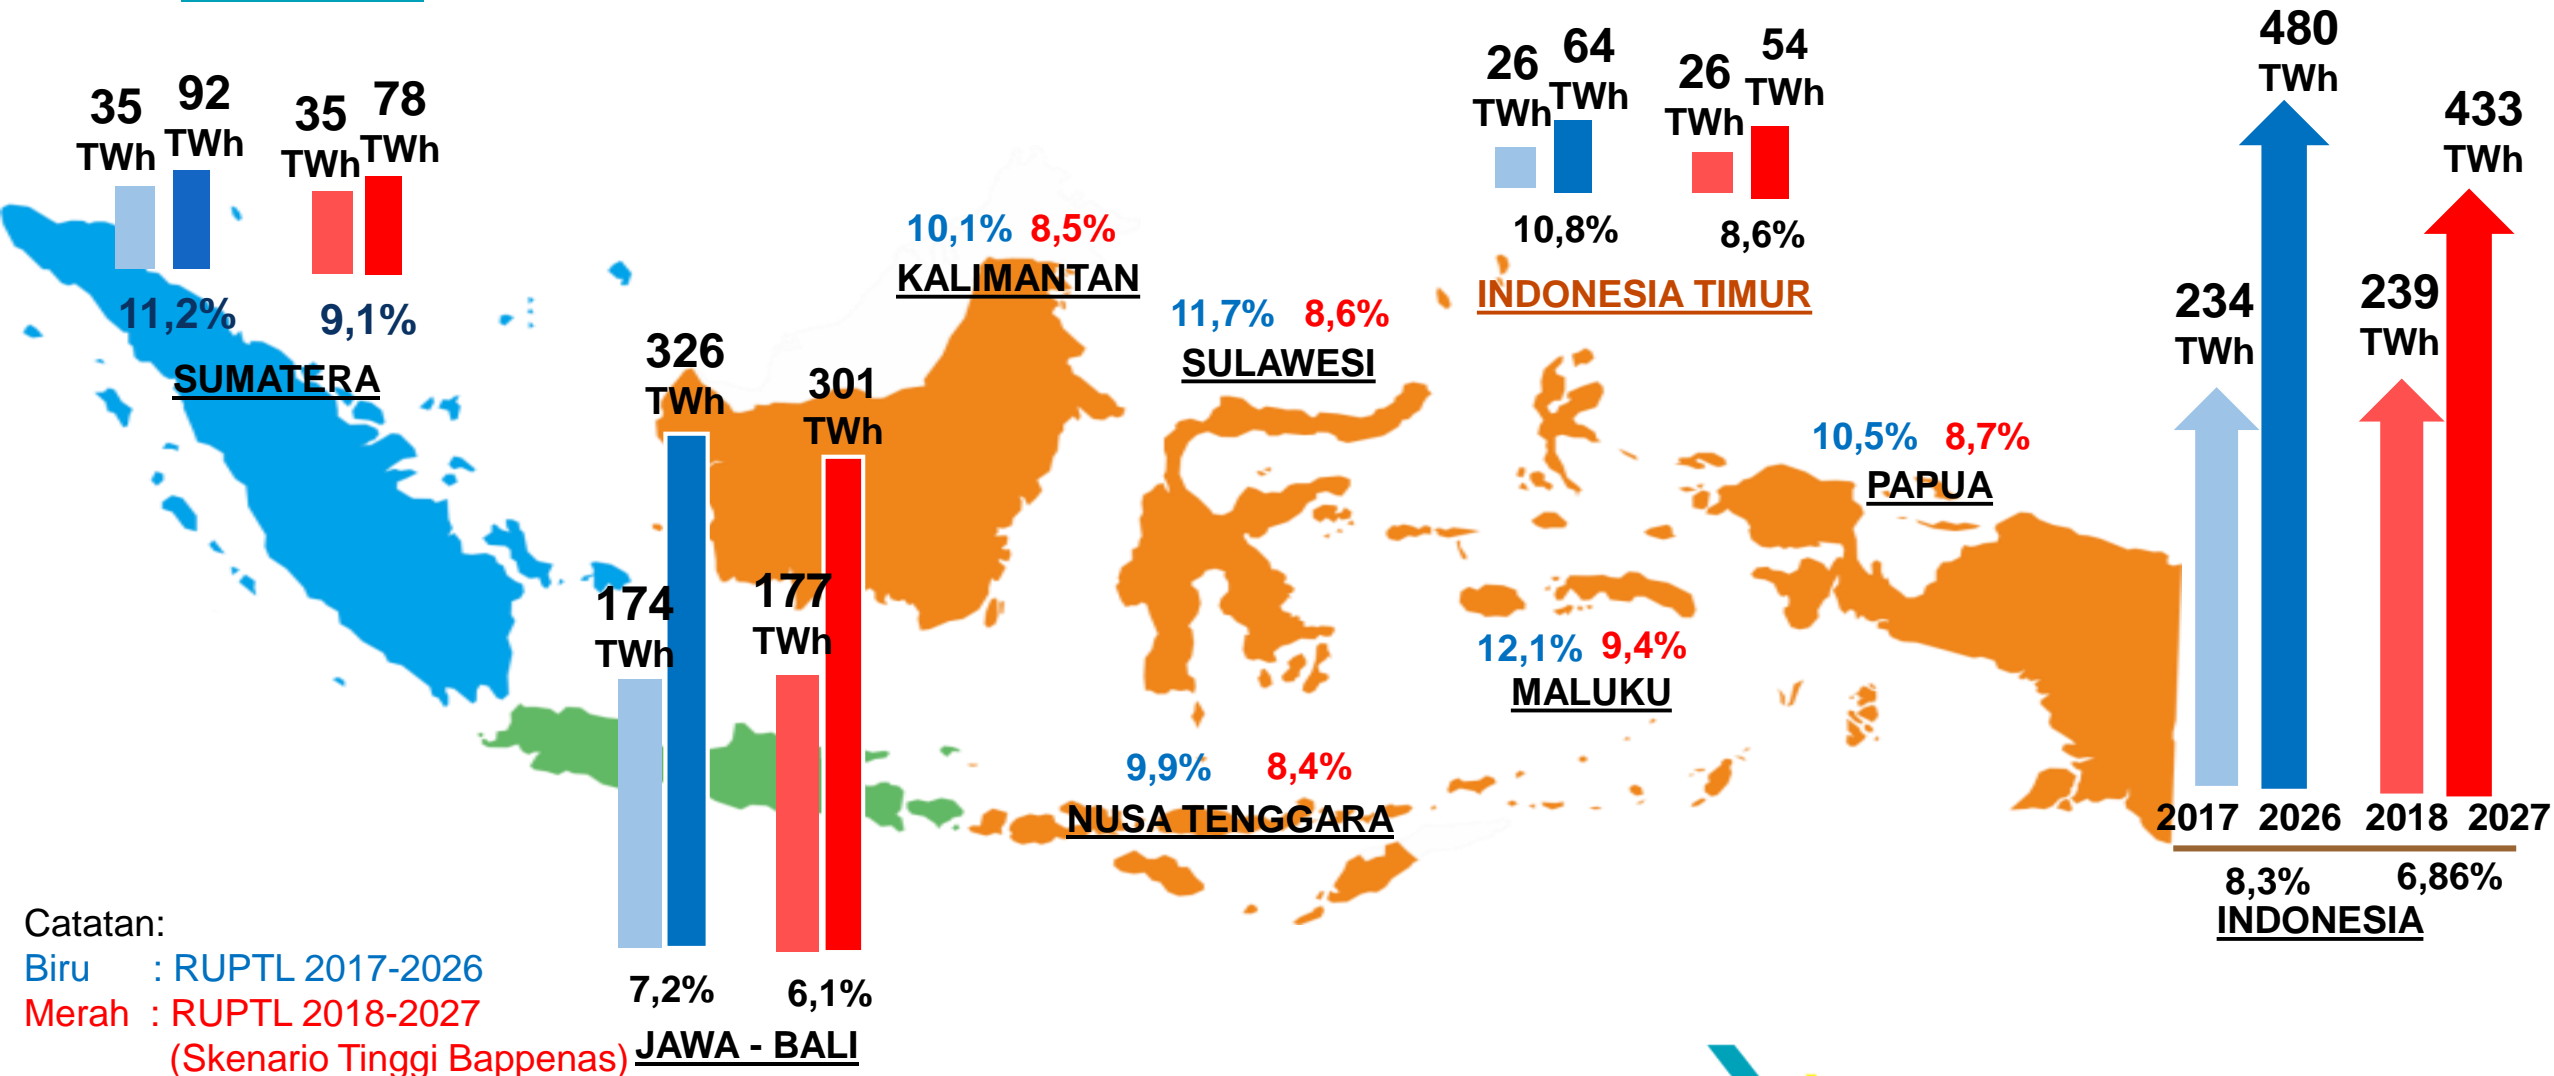 35
TWh
92
TWh
35
TWh
78
TWh
11,2%
9,1%
SUMATERA
326
TWh
301
TWh
174
TWh
177
TWh
7,2%
6,1%
JAWA - BALI
10,1% 8,5%
KALIMANTAN
11,7% 8,6%
SULAWESI
26
TWh
64
TWh
26
TWh
54
TWh
10,8%
8,6%
INDONESIA TIMUR
10,5% 8,7%
PAPUA
12,1% 9,4%
MALUKU
9,9% 8,4%
NUSA TENGGARA
234
TWh
480
TWh
239
TWh
433
TWh
2017 2026 2018 2027
8,3% 6,86%
INDONESIA
Catatan:
Biru : RUPTL 2017-2026
Merah : RUPTL 2018-2027
(Skenario Tinggi Bappenas)